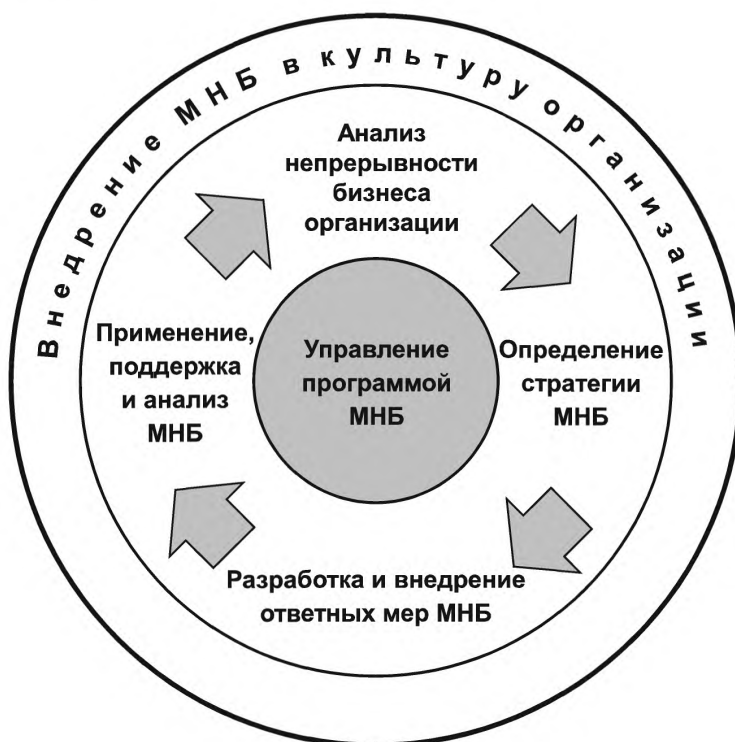 Внедрение МНБ в культуру организации
Анализ
непрерывности
бизнеса
организации
Применение,
поддержка
и анализ
МНБ
Управление
программой
МНБ
Определение
стратегии
МНБ
Разработка и внедрение
ответных мер МНБ